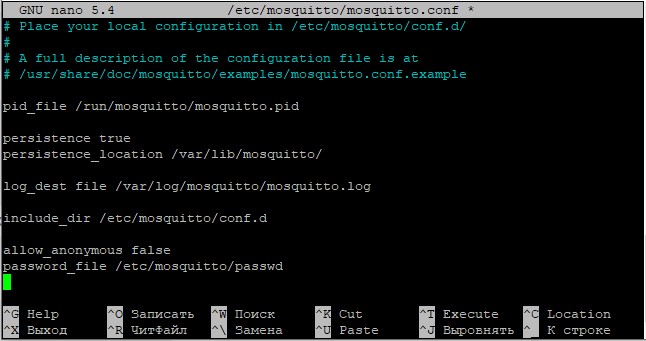 GNU nano 5.4 /etc/mosquitto/mosquitto.conf *
# Place your local configuration in /etc/mosquitto/conf.d/
#
# A full description of the configuration file is at
# /usr/share/doc/mosquitto/examples/mosquitto.conf.example
pid_file /run/mosquitto/mosquitto.pid
persistence true
persistence_location /var/lib/mosquitto/
log_dest file /var/log/mosquitto/mosquitto.log
include_dir /etc/mosquitto/conf.d
allow_anonymous false
password_file /etc/mosquitto/passwd
^G Help ^O Записать ^W Поиск ^K Cut ^T Execute ^C Location
^X Выход ^R ЧитФайл ^\ Замена ^U Paste ^J Выровнять ^_ К строке